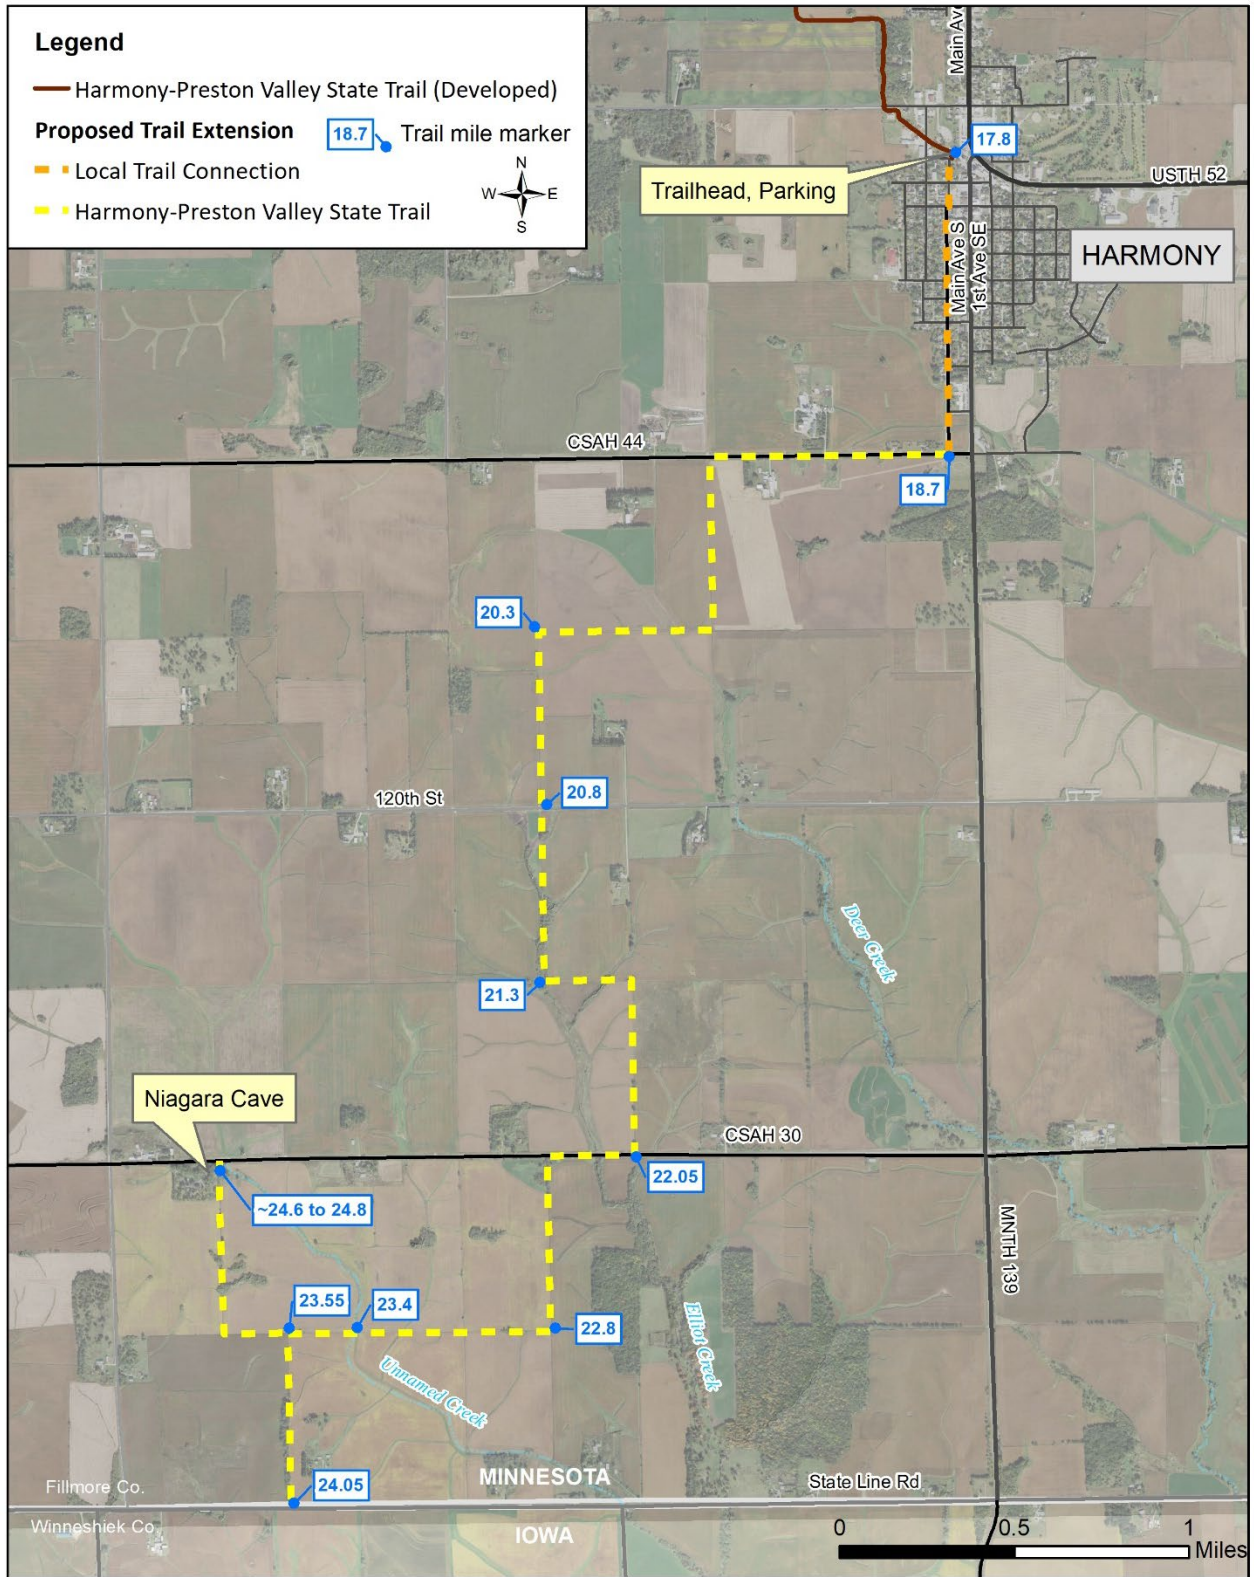 Legend
Harmony-Preston Valley State Trail (Developed)
Proposed Trail Extension
18.7
Trail mile marker
Local Trail Connection
Harmony-Preston Valley State Trail
N
W
E
S
Main Ave
17.8
USTH 52
Trailhead, Parking
Main Ave S
1st Ave SE
HARMONY
CSAH 44
18.7
20.3
120th St
20.8
Deer Creek
21.3
Niagara Cave
CSAH 30
22.05
~24.6 to 24.8
MNTH 139
23.55
23.4
22.8
Elliot Creek
Unnamed Creek
24.05
Fillmore Co.
MINNESOTA
State Line Rd
Winneshiek Co
IOWA
0
0.5
1
Miles